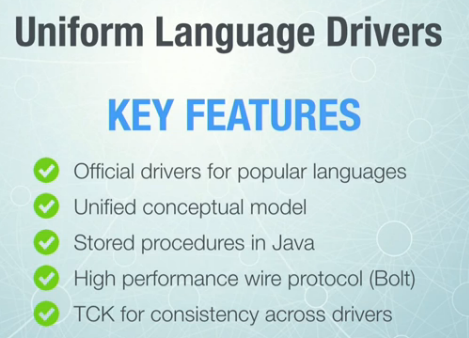 Uniform Language Drivers
KEY FEATURES
Official drivers for popular languages
Unified conceptual model
Stored procedures in Java
High performance wire protocol (Bolt)
TCK for consistency across drivers